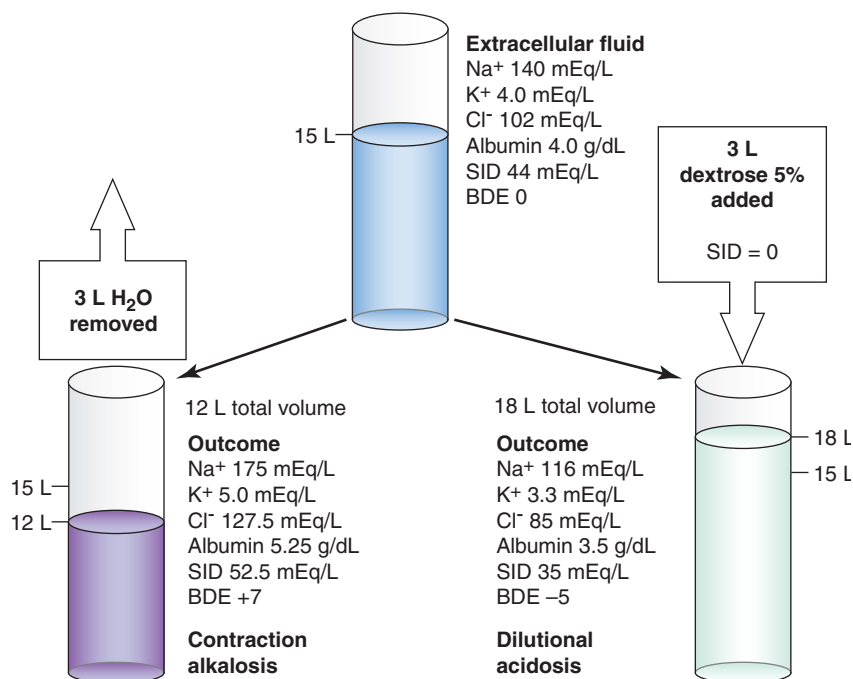 Extracellular fluid
Na⁺ 140 mEq/L
K⁺ 4.0 mEq/L
Cl⁻ 102 mEq/L
Albumin 4.0 g/dL
SID 44 mEq/L
BDE 0
15 L
3 L
dextrose 5%
added
SID = 0
3 L H₂O
removed
12 L total volume
Outcome
Na⁺ 175 mEq/L
K⁺ 5.0 mEq/L
Cl⁻ 127.5 mEq/L
Albumin 5.25 g/dL
SID 52.5 mEq/L
BDE +7
Contraction
alkalosis
15 L
12 L
18 L total volume
Outcome
Na⁺ 116 mEq/L
K⁺ 3.3 mEq/L
Cl⁻ 85 mEq/L
Albumin 3.5 g/dL
SID 35 mEq/L
BDE –5
Dilutional
acidosis
18 L
15 L